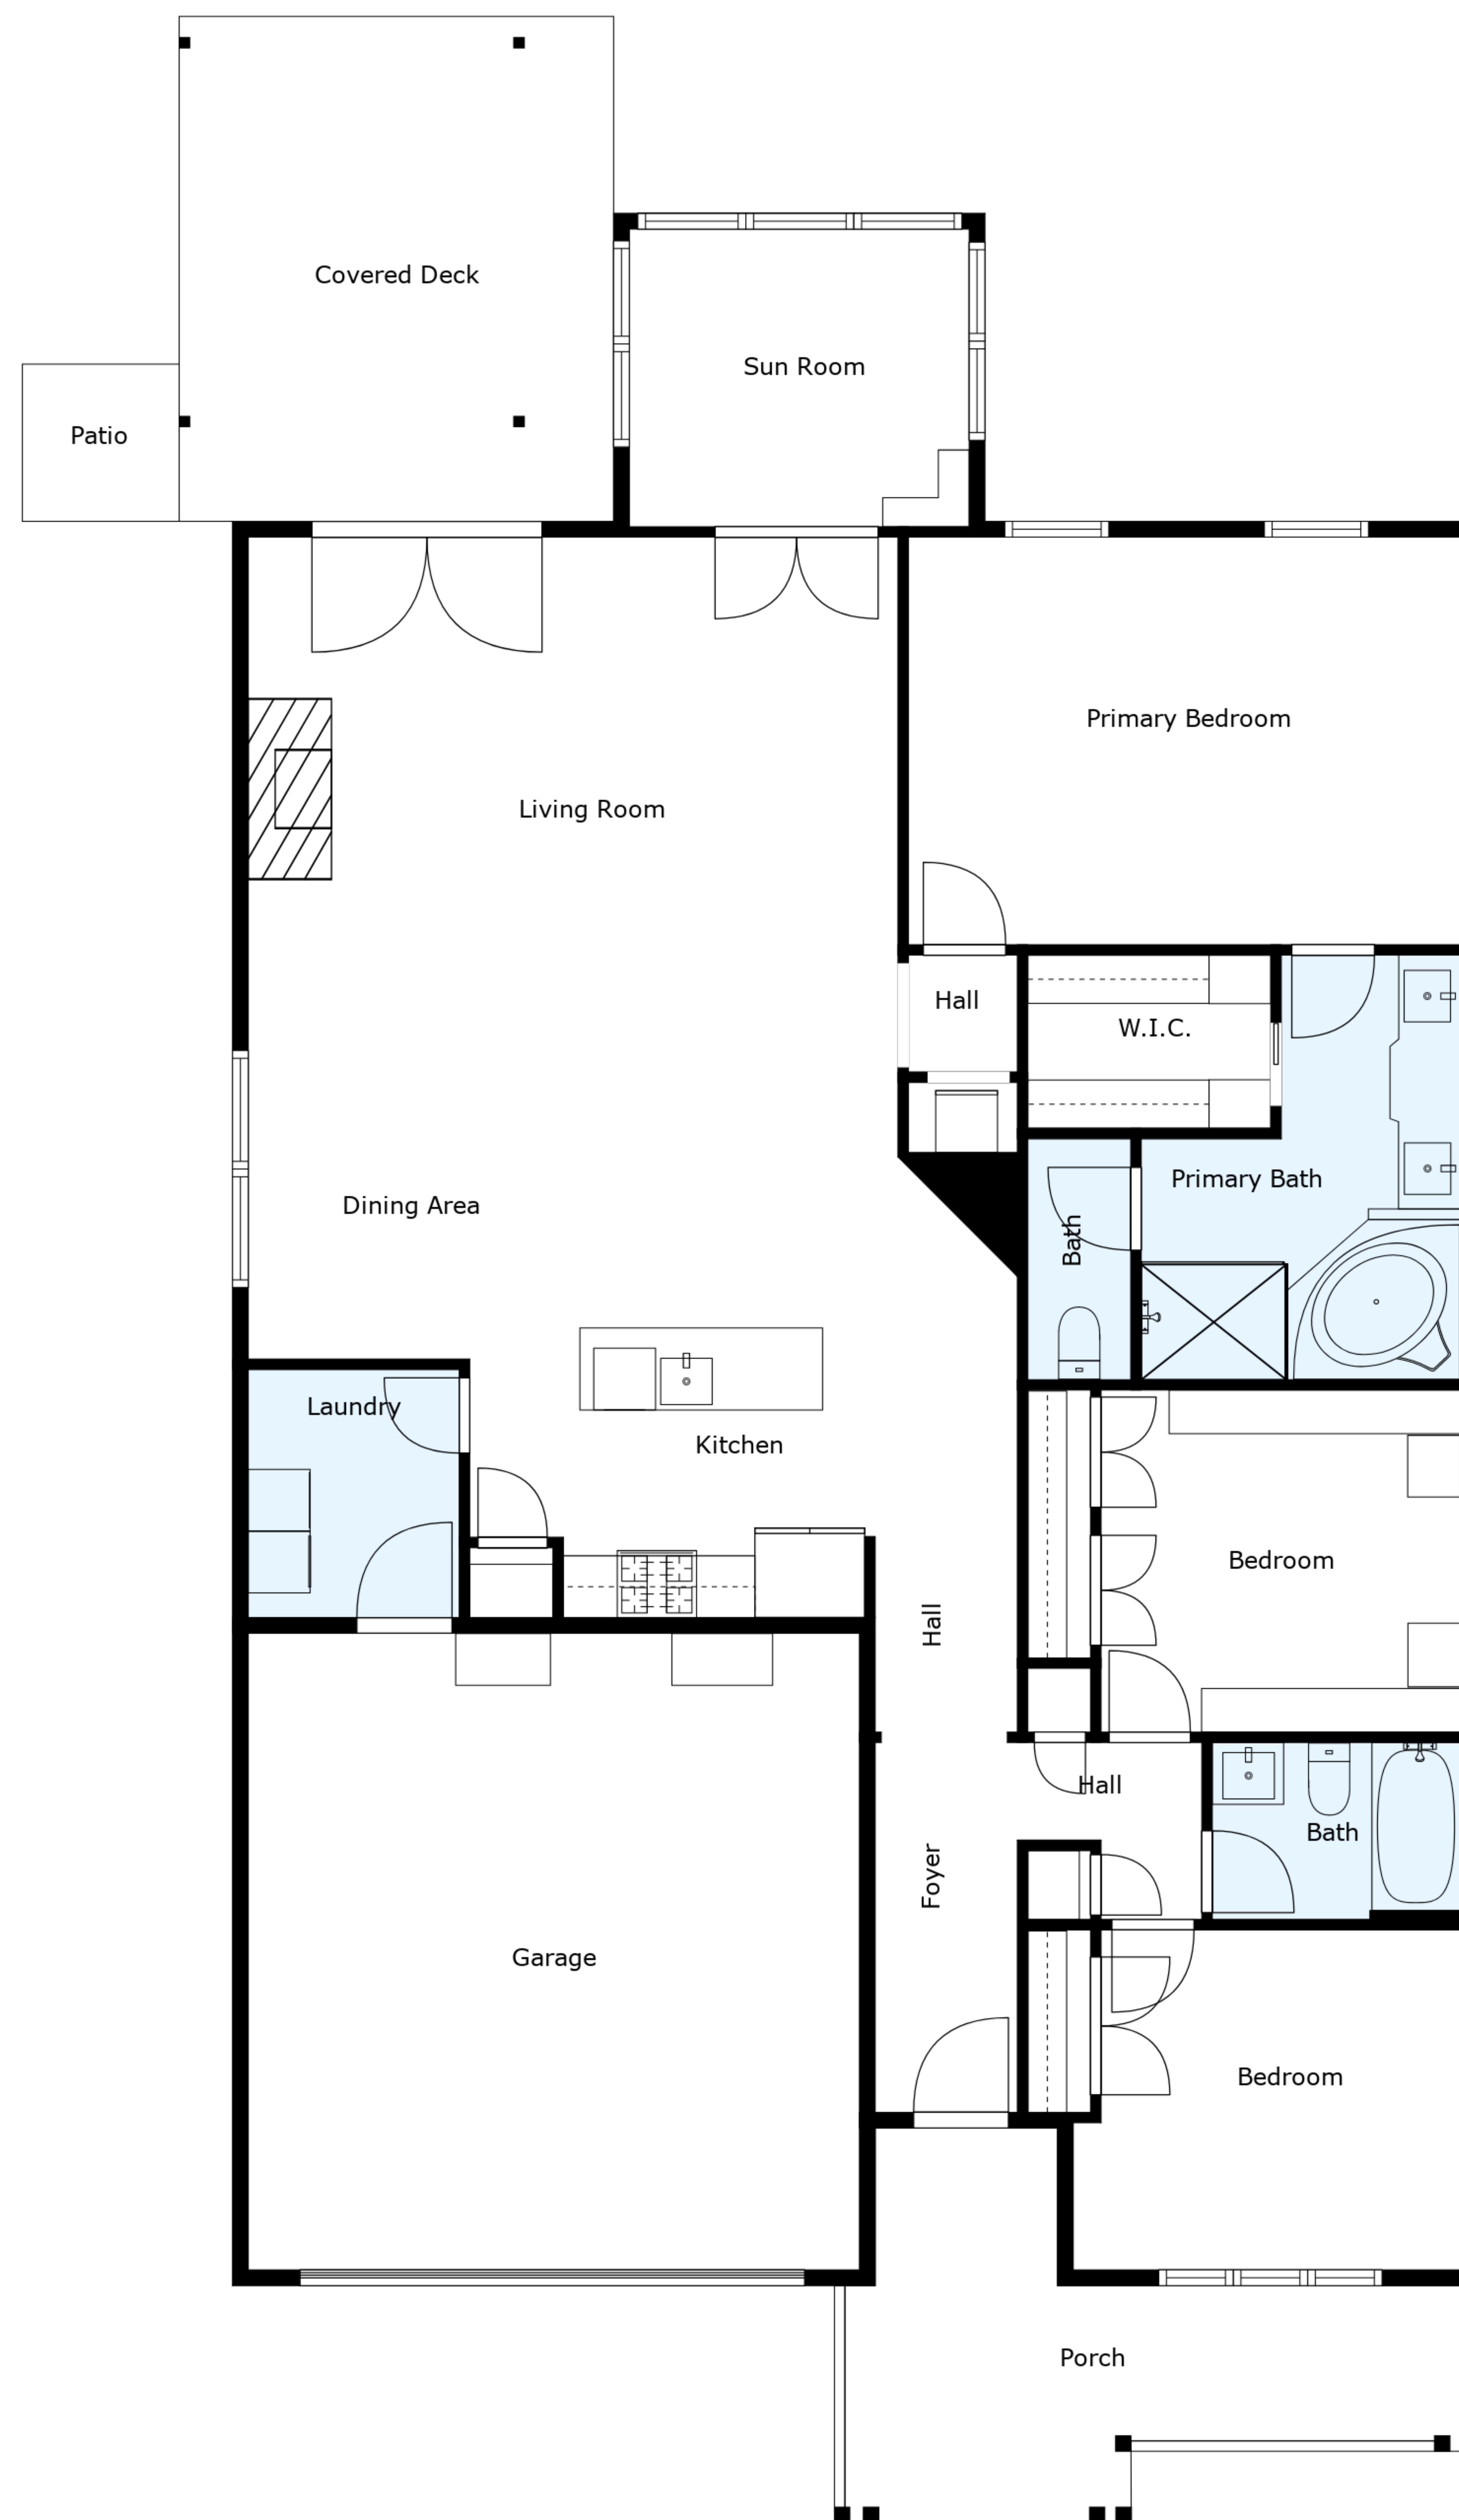 Covered Deck
Sun Room
Patio
Primary Bedroom
Living Room
Hall
W.I.C.
Primary Bath
Dining Area
Bath
Laundry
Kitchen
Bedroom
Hall
Hall
Bath
Foyer
Garage
Bedroom
Porch